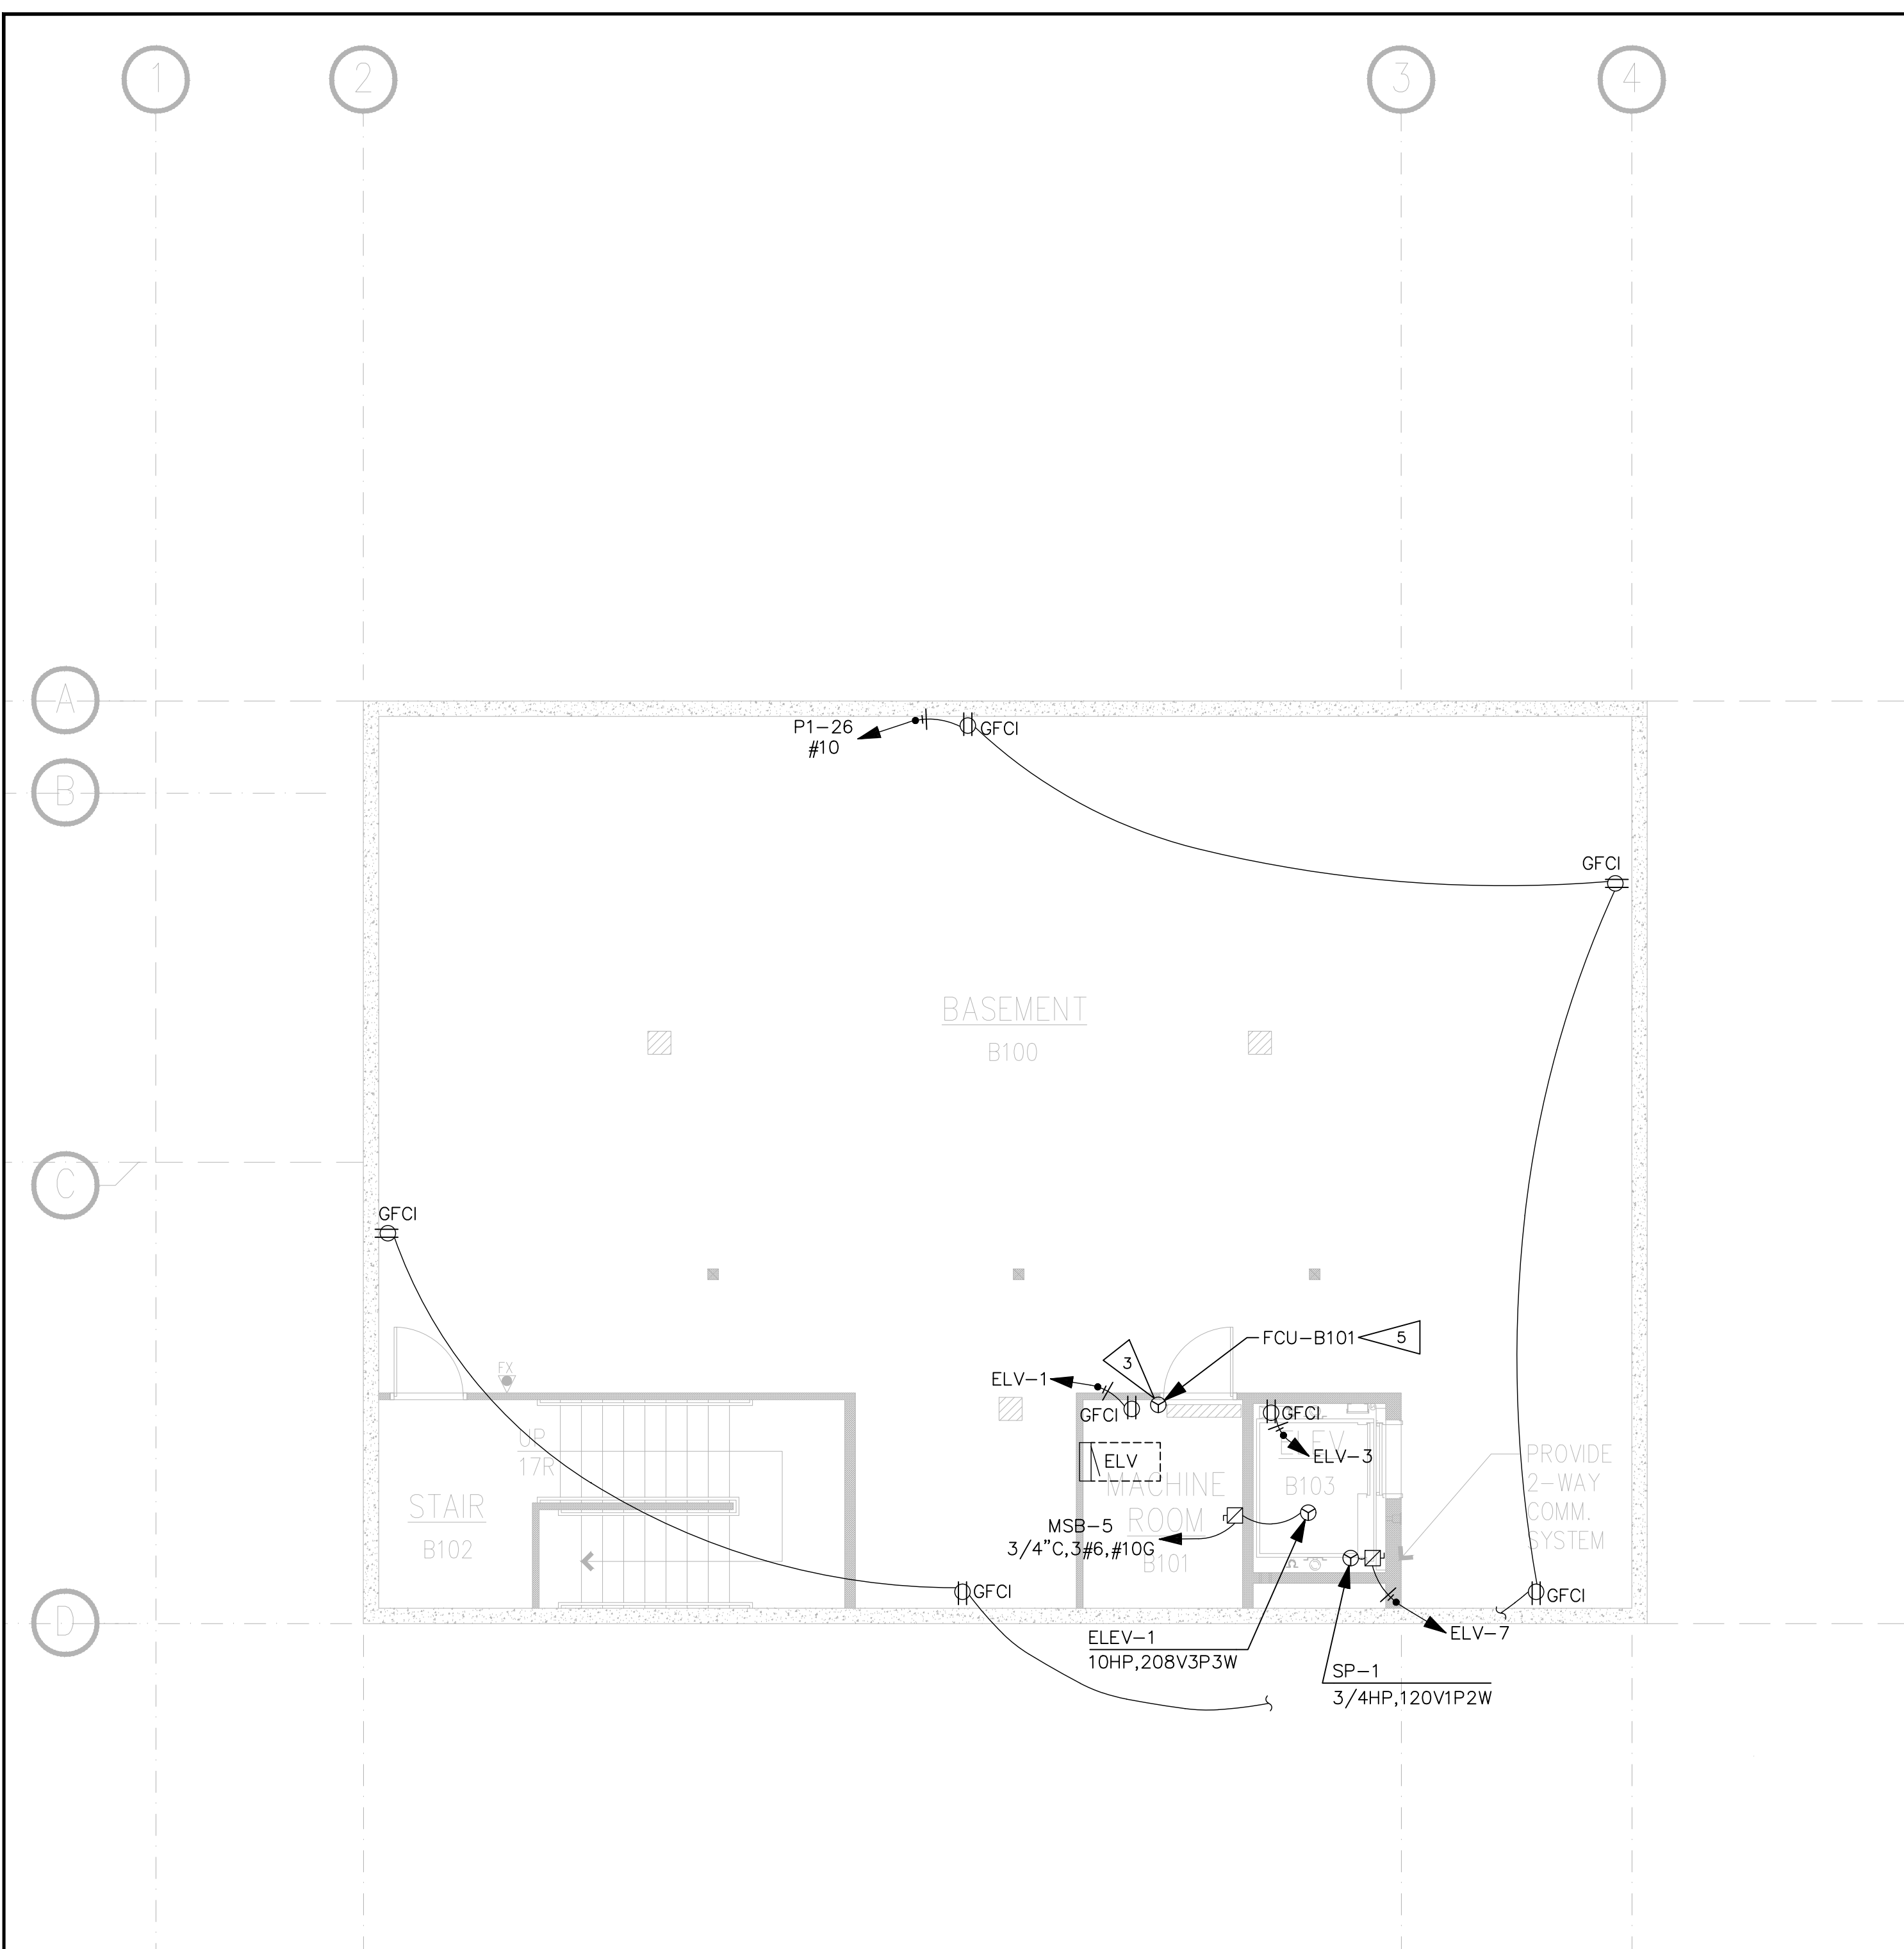 1
2
3
4
A
B
C
D
P1-26
#10
GFCI
GFCI
BASEMENT
B100
GFCI
FX
FCU-B101
5
3
ELV-1
GFCI
GFCI
ELV
ELV-3
ELEV
B103
UP
17R
STAIR
B102
MACHINE
ROOM
B101
MSB-5
3/4"C,3#6,#10G
PROVIDE
2-WAY
COMM.
SYSTEM
GFCI
GFCI
ELV-7
ELEV-1
10HP,208V3P3W
SP-1
3/4HP,120V1P2W